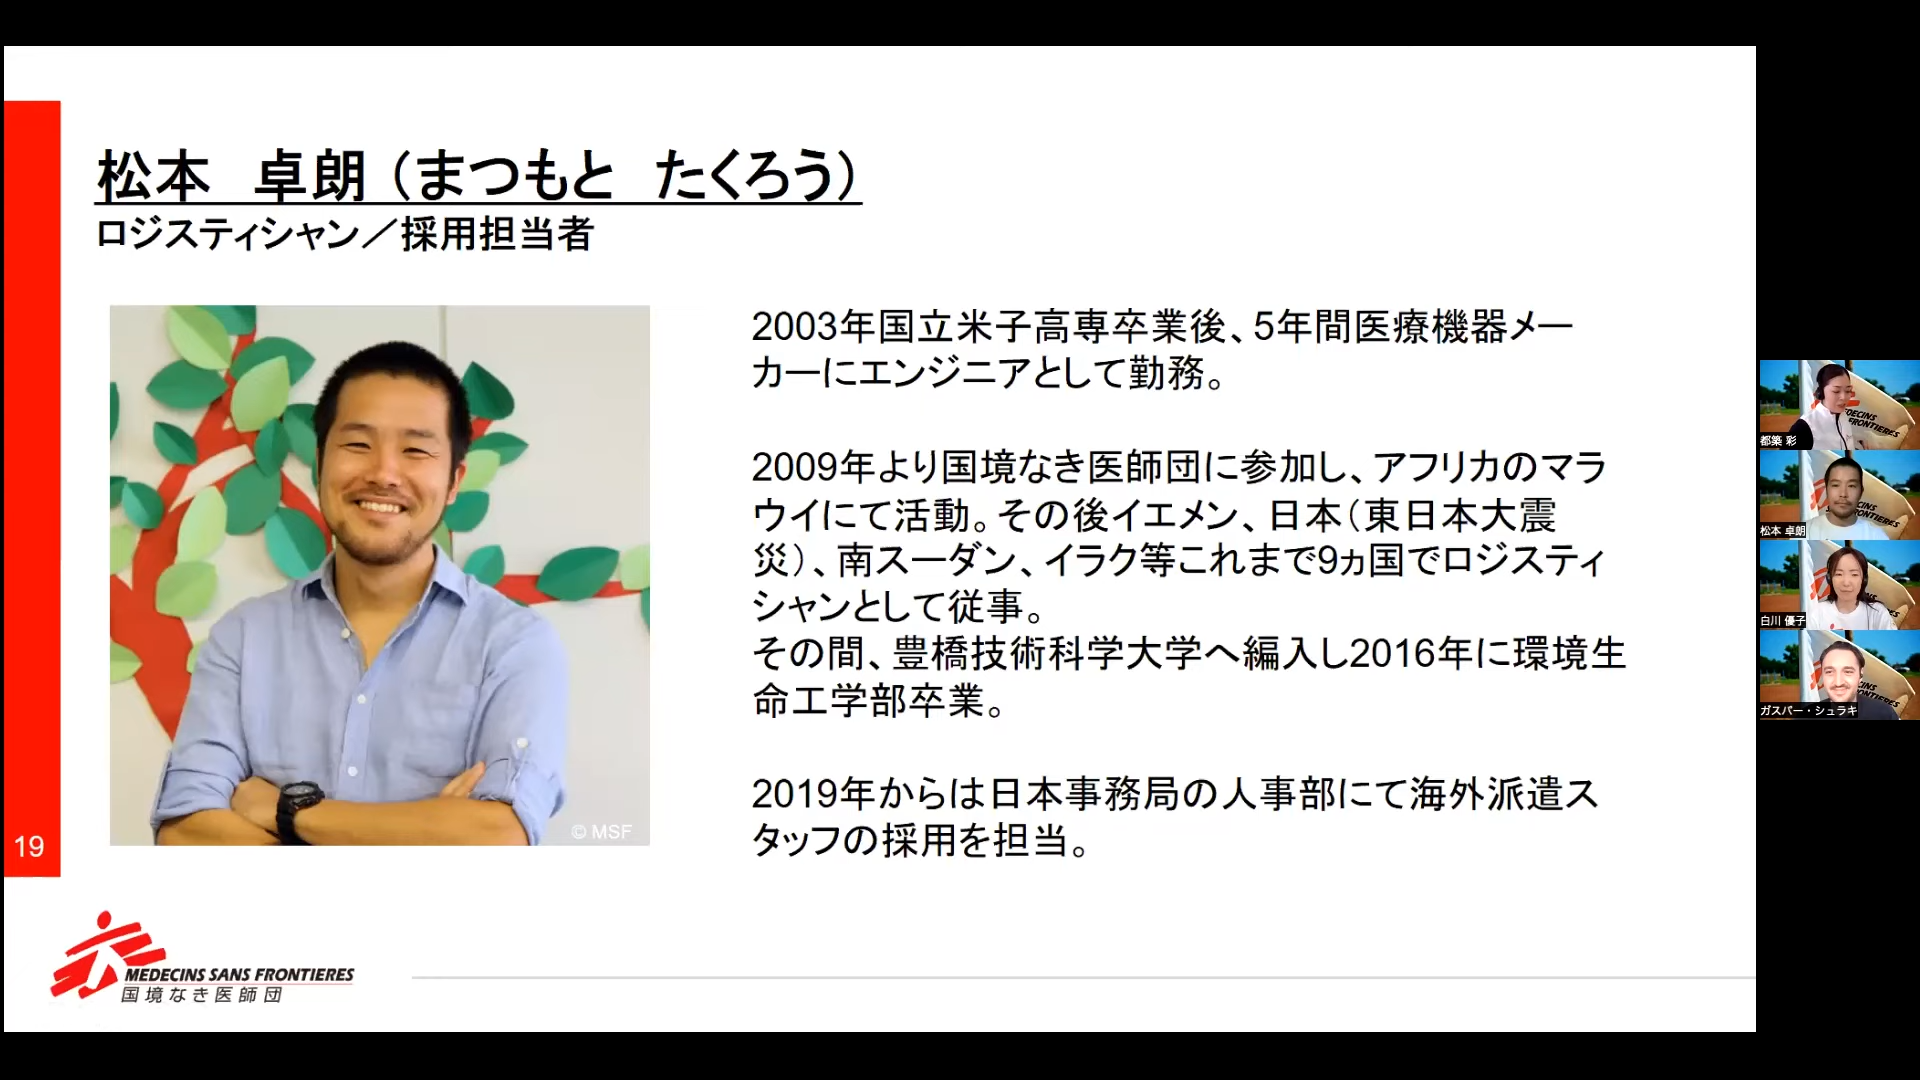 松本　卓朗（まつもと　たくろう）
ロジスティシャン／採用担当者
2003年国立米子高専卒業後、5年間医療機器メー
カーにエンジニアとして勤務。
2009年より国境なき医師団に参加し、アフリカのマラ
ウイにて活動。その後イエメン、日本（東日本大震
災）、南スーダン、イラク等これまで9ヵ国でロジスティ
シャンとして従事。
その間、豊橋技術科学大学へ編入し2016年に環境生
命工学部卒業。
2019年からは日本事務局の人事部にて海外派遣ス
タッフの採用を担当。
© MSF
19
MEDECINS SANS FRONTIERES
国境なき医師団
都築 彩
松本 卓朗
白川 優子
ガスパー・シュラキ